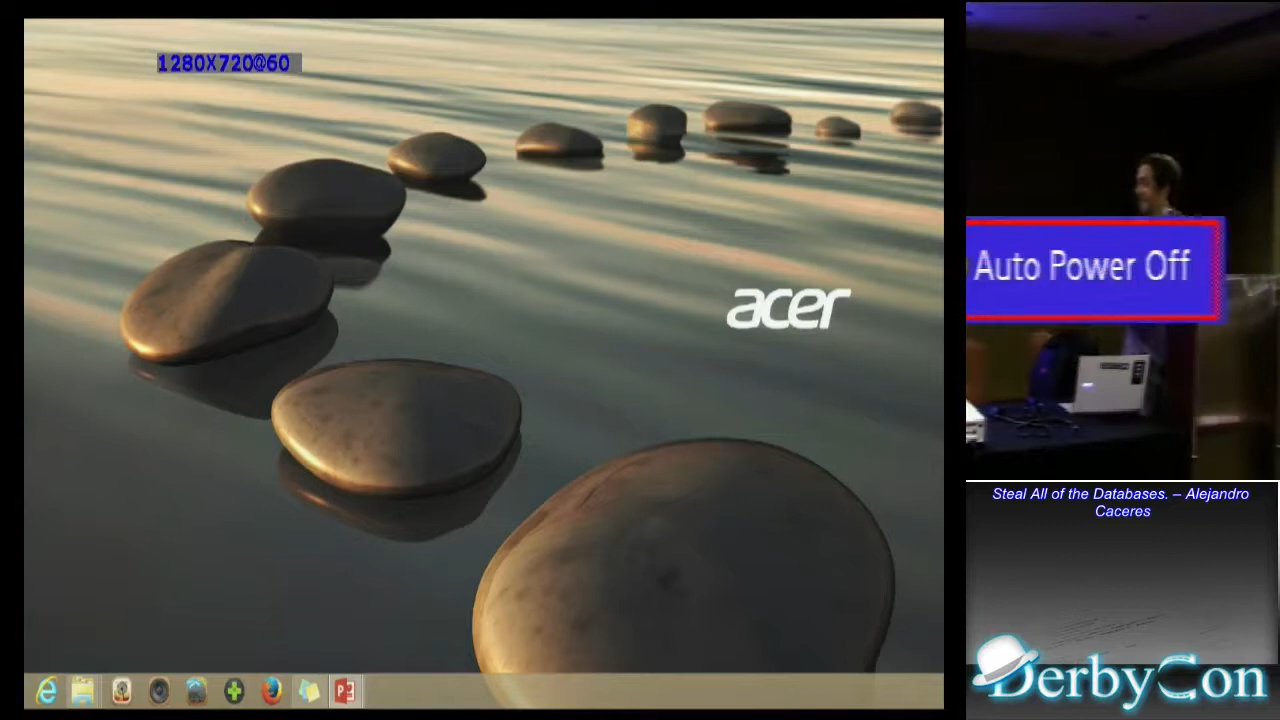 1280X720@60
acer
Auto Power Off
Steal All of the Databases. – Alejandro
Caceres
DerbyCon